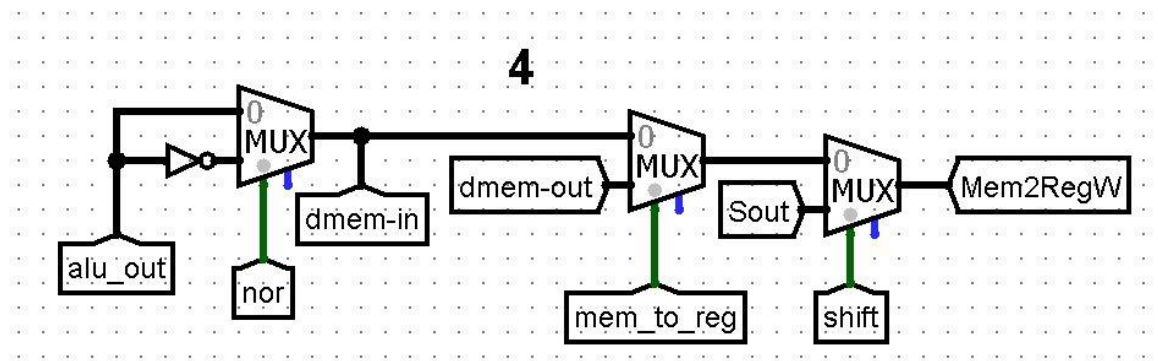 4
0
MUX
0
MUX
0
MUX
dmem-out
Mem2RegW
Sout
dmem-in
alu_out
nor
mem_to_reg
shift